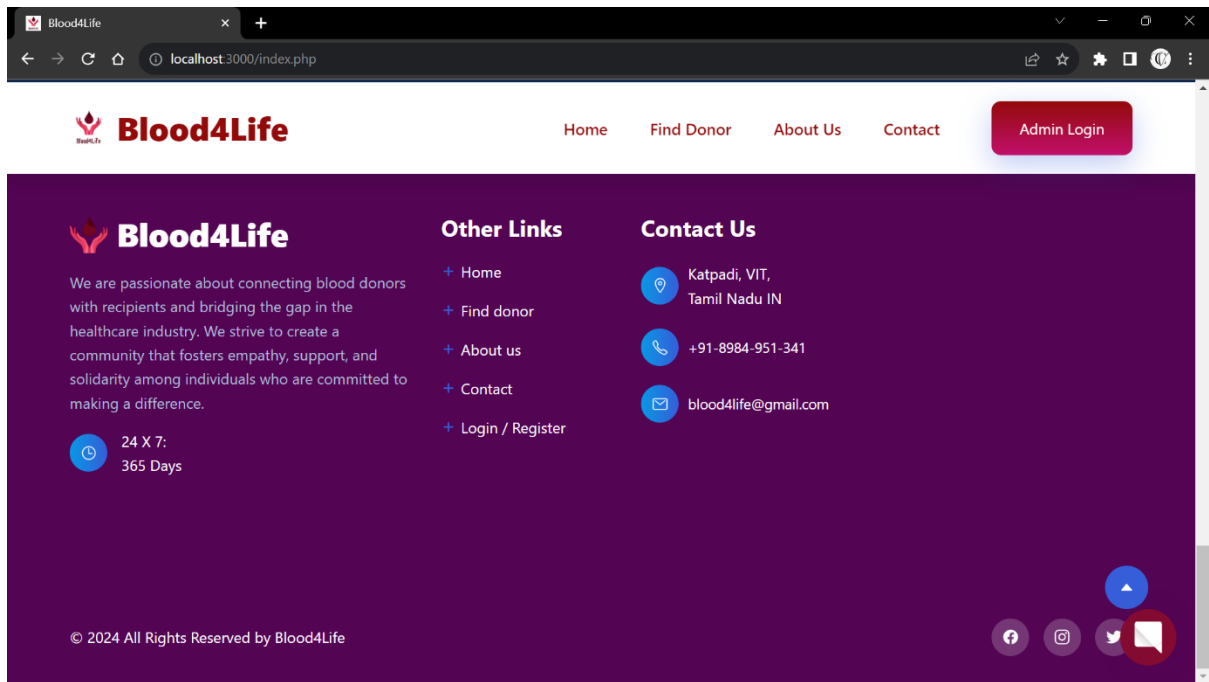 Blood4Life
localhost:3000/index.php
Blood4Life
Home Find Donor About Us Contact Admin Login
Blood4Life
We are passionate about connecting blood donors
with recipients and bridging the gap in the
healthcare industry. We strive to create a
community that fosters empathy, support, and
solidarity among individuals who are committed to
making a difference.
24 X 7:
365 Days
Other Links
Home
Find donor
About us
Contact
Login / Register
Contact Us
Katpadi, VIT,
Tamil Nadu IN
+91-8984-951-341
blood4life@gmail.com
© 2024 All Rights Reserved by Blood4Life